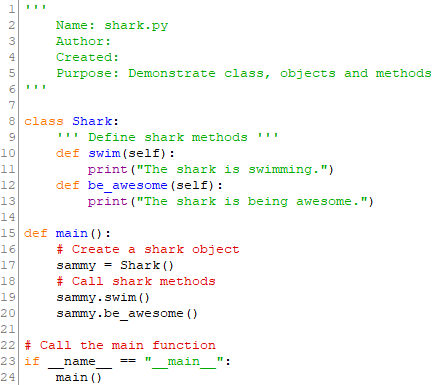 1 '''
2     Name: shark.py
3     Author:
4     Created:
5     Purpose: Demonstrate class, objects and methods
6 '''
7
8 class Shark:
9     ''' Define shark methods '''
10     def swim(self):
11         print("The shark is swimming.")
12     def be_awesome(self):
13         print("The shark is being awesome.")
14
15 def main():
16     # Create a shark object
17     sammy = Shark()
18     # Call shark methods
19     sammy.swim()
20     sammy.be_awesome()
21
22 # Call the main function
23 if __name__ == "__main__":
24     main()